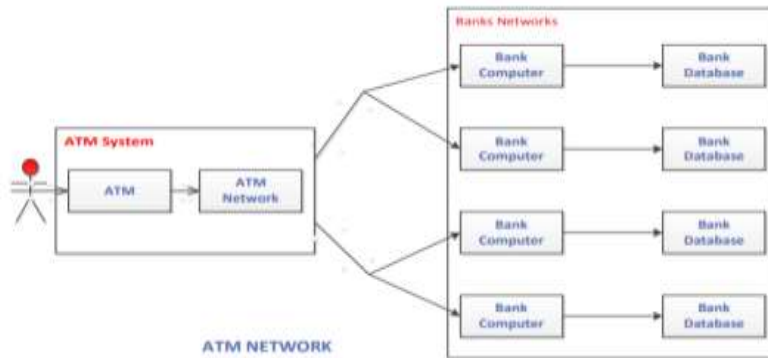 Banks Networks
Bank
Computer
Bank
Database
Bank
Computer
Bank
Database
ATM System
ATM
ATM
Network
Bank
Computer
Bank
Database
Bank
Computer
Bank
Database
ATM NETWORK